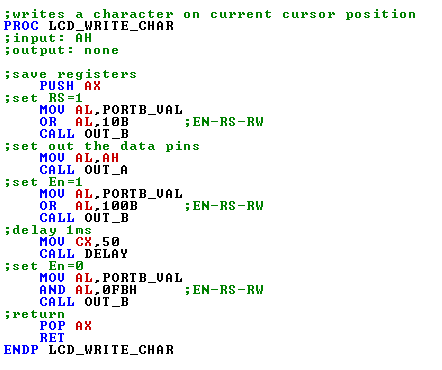 ;writes a character on current cursor position
PROC LCD_WRITE_CHAR
;input: AH
;output: none
;save registers
PUSH AX
;set RS=1
MOV AL,PORTB_VAL
OR AL,10B ;EN-RS-RW
CALL OUT_B
;set out the data pins
MOV AL,AH
CALL OUT_A
;set En=1
MOV AL,PORTB_VAL
OR AL,100B ;EN-RS-RW
CALL OUT_B
;delay 1ms
MOV CX,50
CALL DELAY
;set En=0
MOV AL,PORTB_VAL
AND AL,0FBH ;EN-RS-RW
CALL OUT_B
;return
POP AX
RET
ENDP LCD_WRITE_CHAR